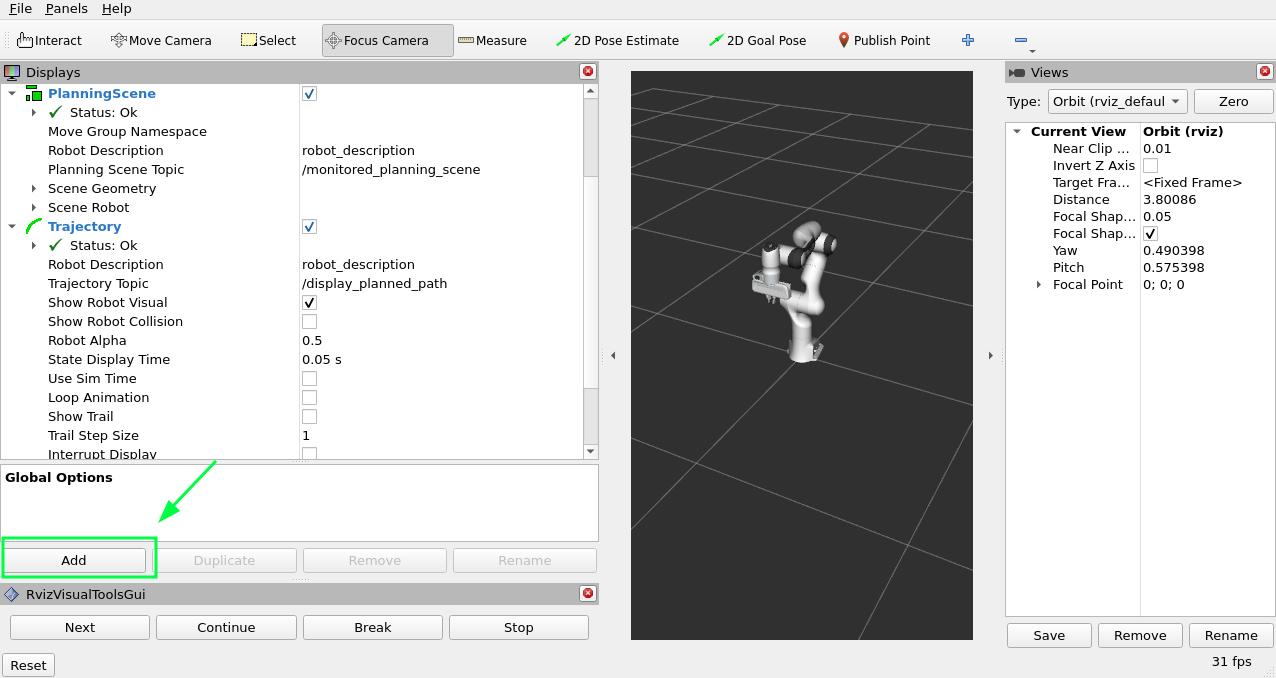 File Panels Help
Interact Move Camera Select Focus Camera Measure 2D Pose Estimate 2D Goal Pose Publish Point
Displays
PlanningScene
Status: Ok
Move Group Namespace
Robot Description robot_description
Planning Scene Topic /monitored_planning_scene
Scene Geometry
Scene Robot
Trajectory
Status: Ok
Robot Description robot_description
Trajectory Topic /display_planned_path
Show Robot Visual
Show Robot Collision
Robot Alpha 0.5
State Display Time 0.05 s
Use Sim Time
Loop Animation
Show Trail
Trail Step Size 1
Interrupt Display
Global Options
Add Duplicate Remove Rename
RvizVisualToolsGui
Next Continue Break Stop
Reset
Views
Type: Orbit (rviz_defaul Zero
Current View Orbit (rviz)
Near Clip ... 0.01
Invert Z Axis
Target Fra... <Fixed Frame>
Distance 3.80086
Focal Shap... 0.05
Focal Shap...
Yaw 0.490398
Pitch 0.575398
Focal Point 0; 0; 0
Save Remove Rename
31 fps